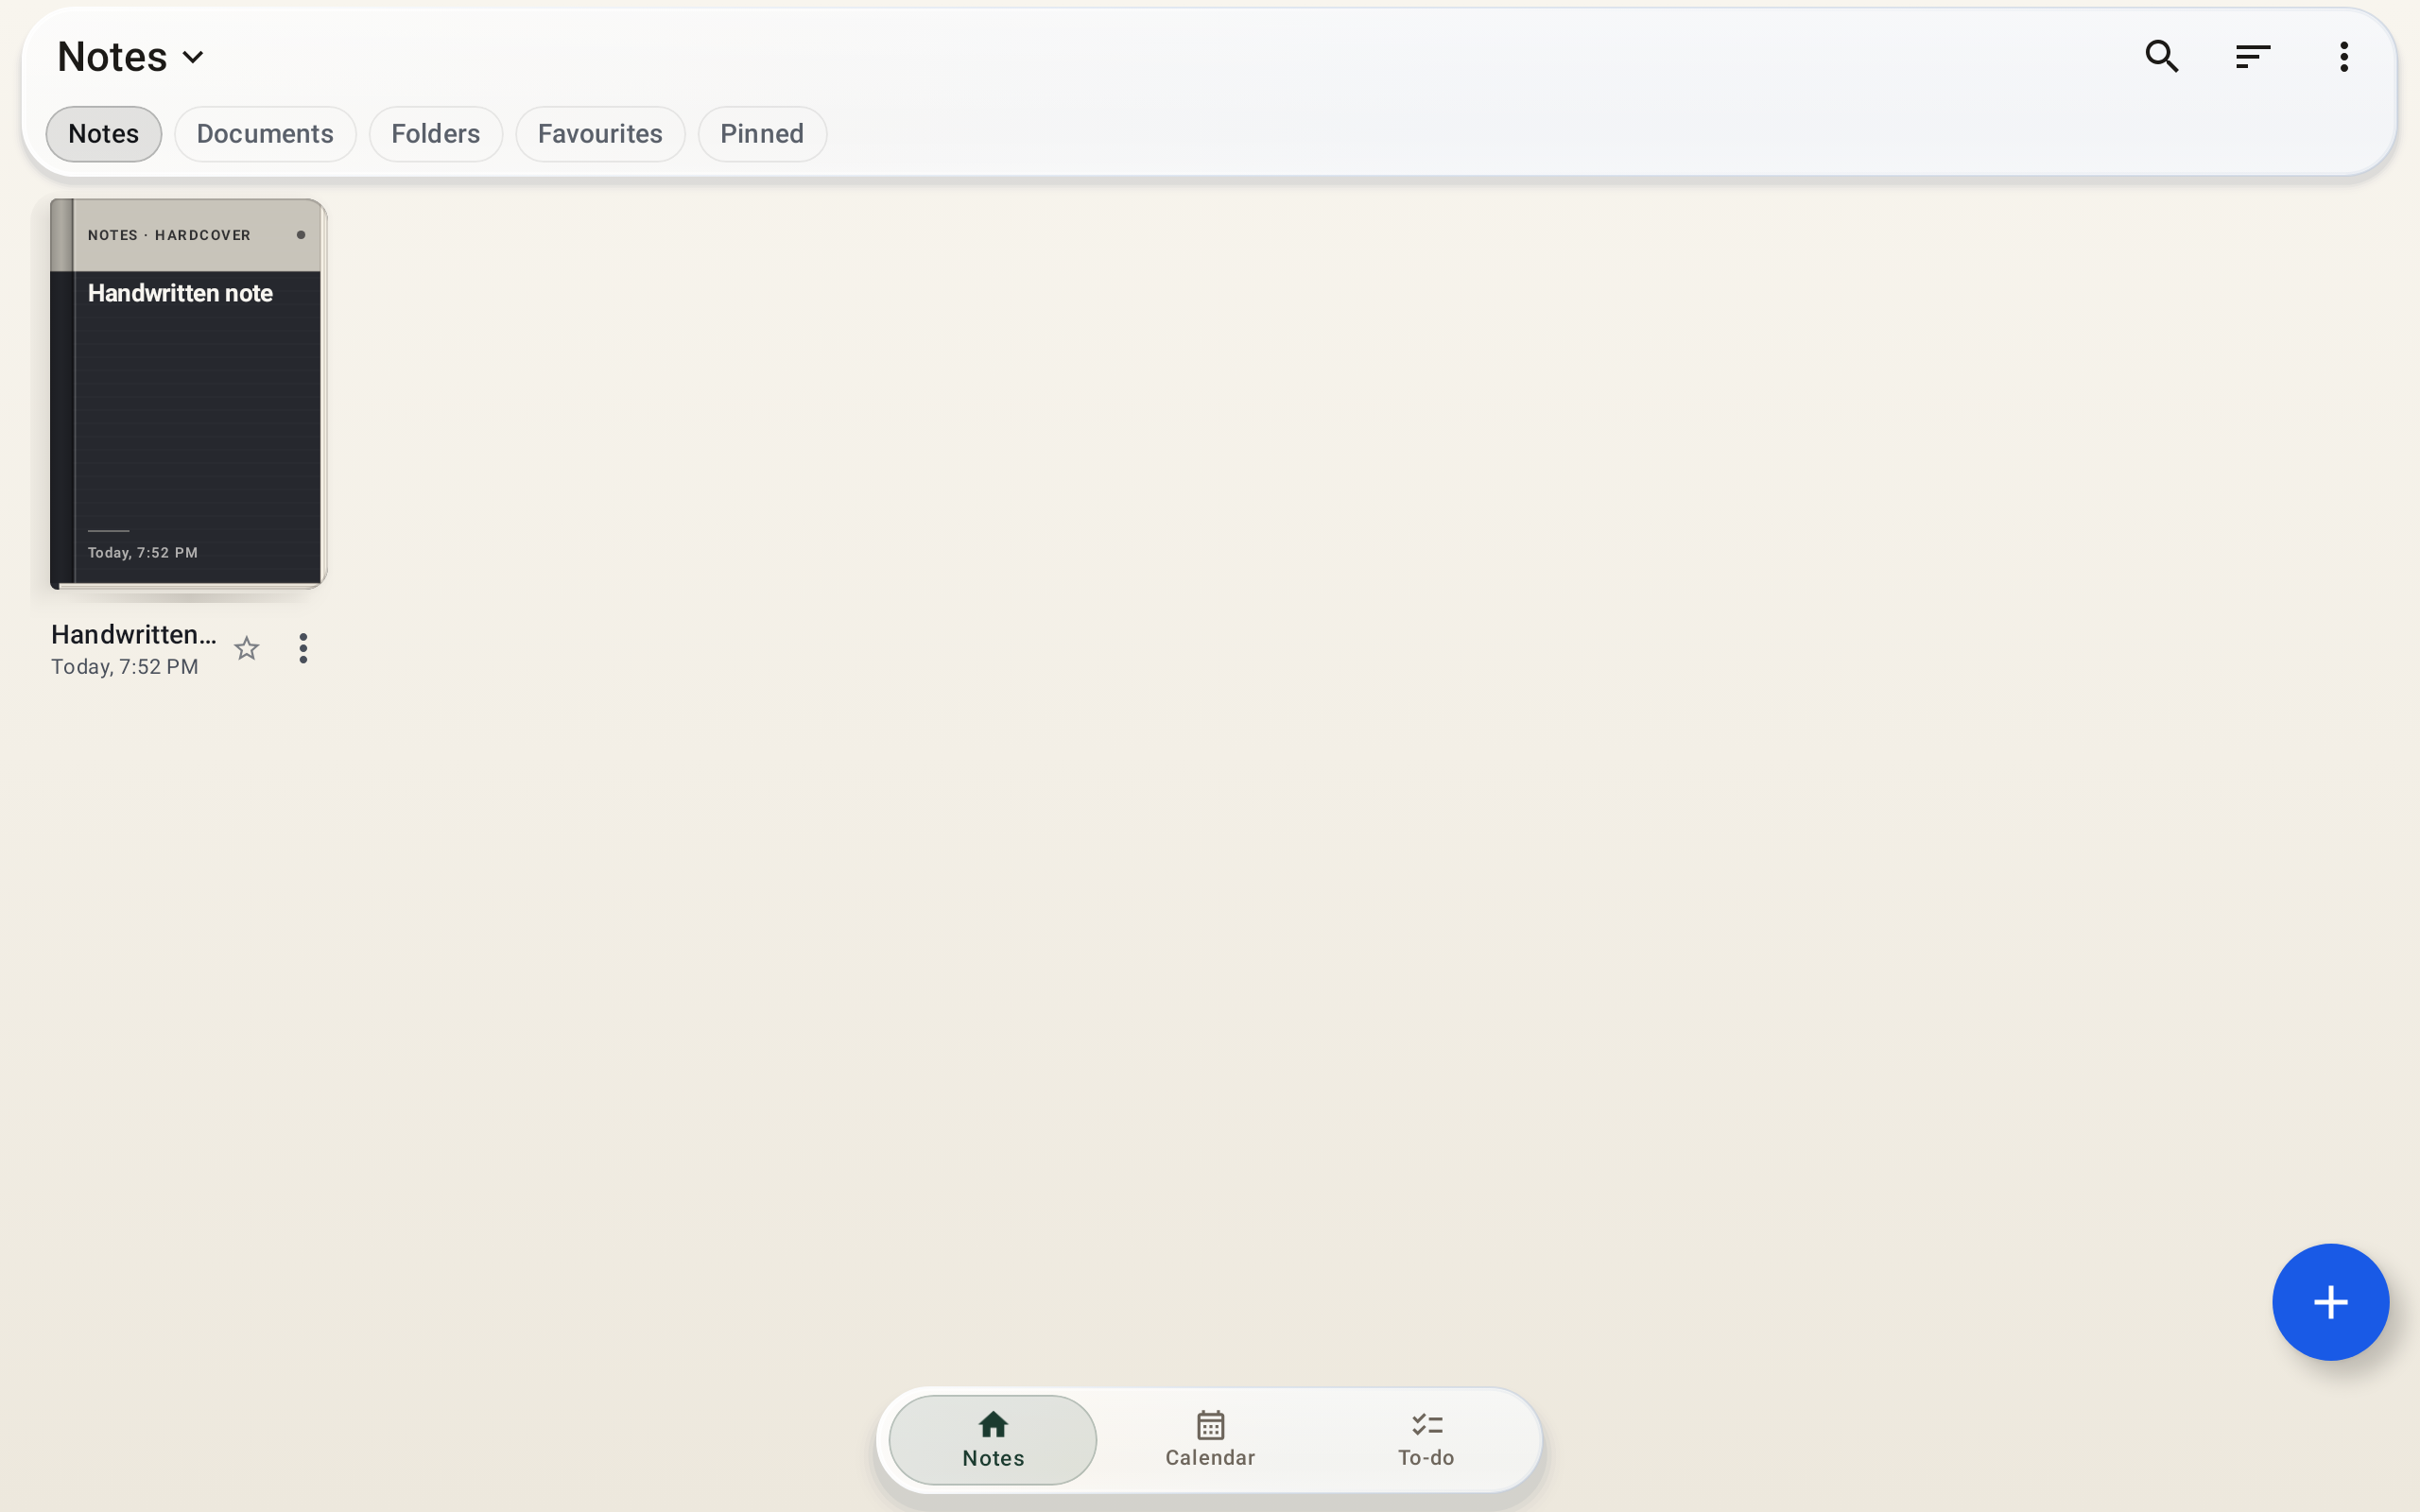 Notes
Notes Documents Folders Favourites Pinned
NOTES · HARDCOVER
Handwritten note
Today, 7:52 PM
Handwritten...
Today, 7:52 PM
Notes Calendar To-do